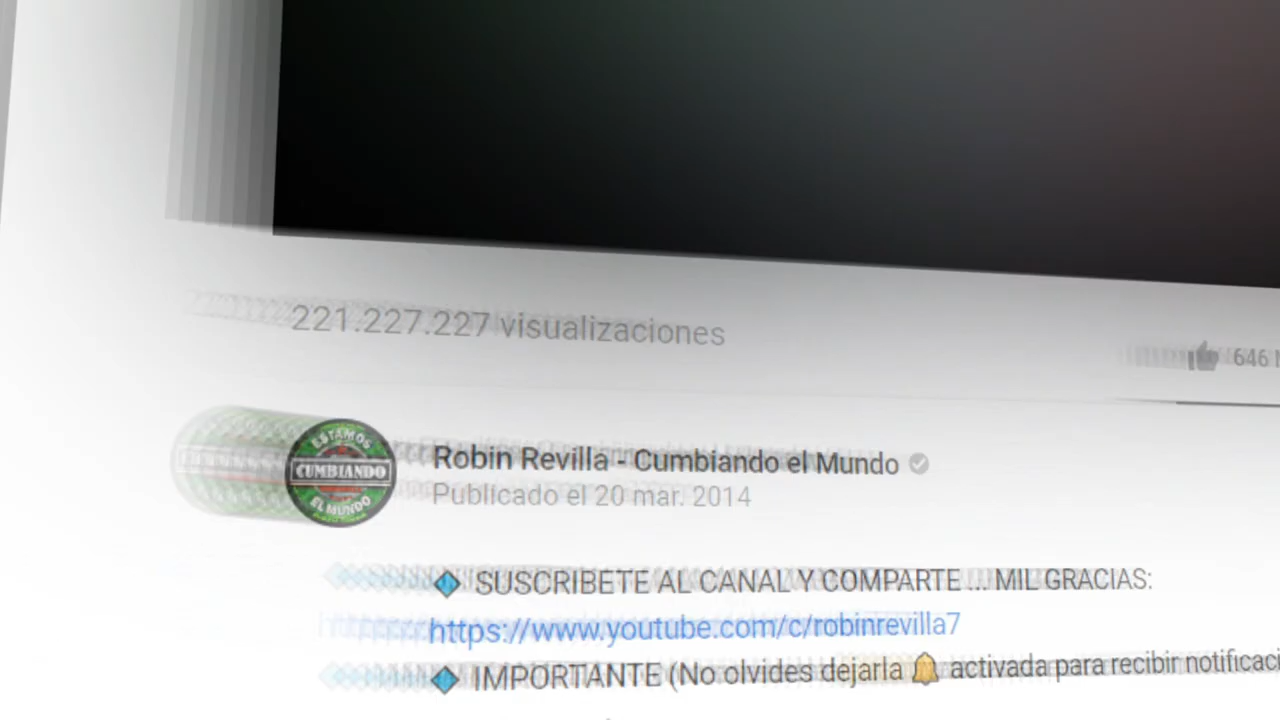 221.227.227 visualizaciones
646
ESTAMOS
CUMBIANDO
EL MUNDO
Robin Revilla - Cumbiando el Mundo
Publicado el 20 mar. 2014
SUSCRIBETE AL CANAL Y COMPARTE ... MIL GRACIAS:
https://www.youtube.com/c/robinrevilla7
IMPORTANTE (No olvides dejarla 🔔 activada para recibir